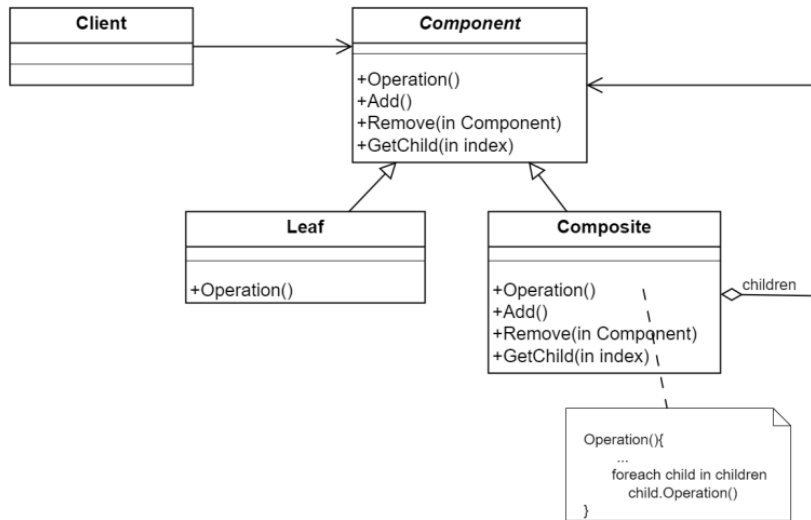 Client
Component
+Operation()
+Add()
+Remove(in Component)
+GetChild(in index)
Leaf
+Operation()
Composite
+Operation()
+Add()
+Remove(in Component)
+GetChild(in index)
children
Operation(){
...
foreach child in children
child.Operation()
}